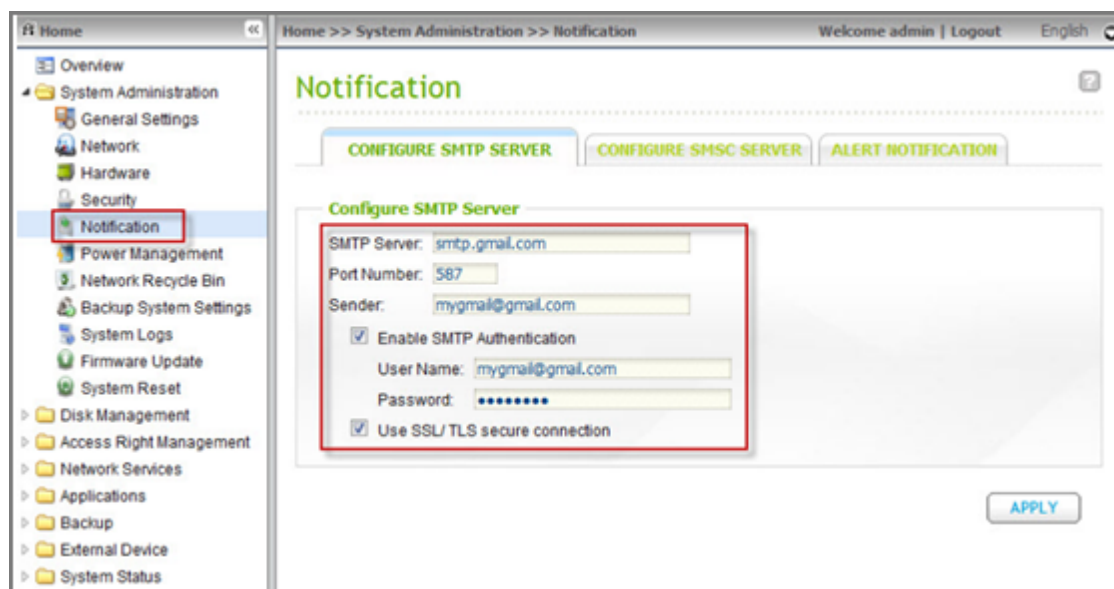 Home
Home >> System Administration >> Notification
Welcome admin | Logout
English
Overview
System Administration
General Settings
Network
Hardware
Security
Notification
Power Management
Network Recycle Bin
Backup System Settings
System Logs
Firmware Update
System Reset
Disk Management
Access Right Management
Network Services
Applications
Backup
External Device
System Status
Notification
CONFIGURE SMTP SERVER
CONFIGURE SMSC SERVER
ALERT NOTIFICATION
Configure SMTP Server
SMTP Server: smtp.gmail.com
Port Number: 587
Sender: mygmail@gmail.com
Enable SMTP Authentication
User Name: mygmail@gmail.com
Password: ••••••••
Use SSL/ TLS secure connection
APPLY